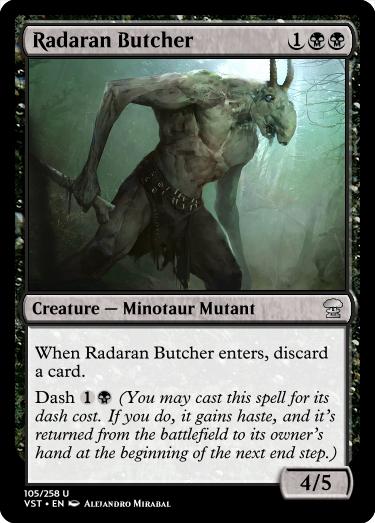 Radaran Butcher 1
Creature — Minotaur Mutant
When Radaran Butcher enters, discard
a card.
Dash 1 (You may cast this spell for its
dash cost. If you do, it gains haste, and it's
returned from the battlefield to its owner's
hand at the beginning of the next end step.)
4/5
105/258 U
VST • EN Alejandro Mirabal